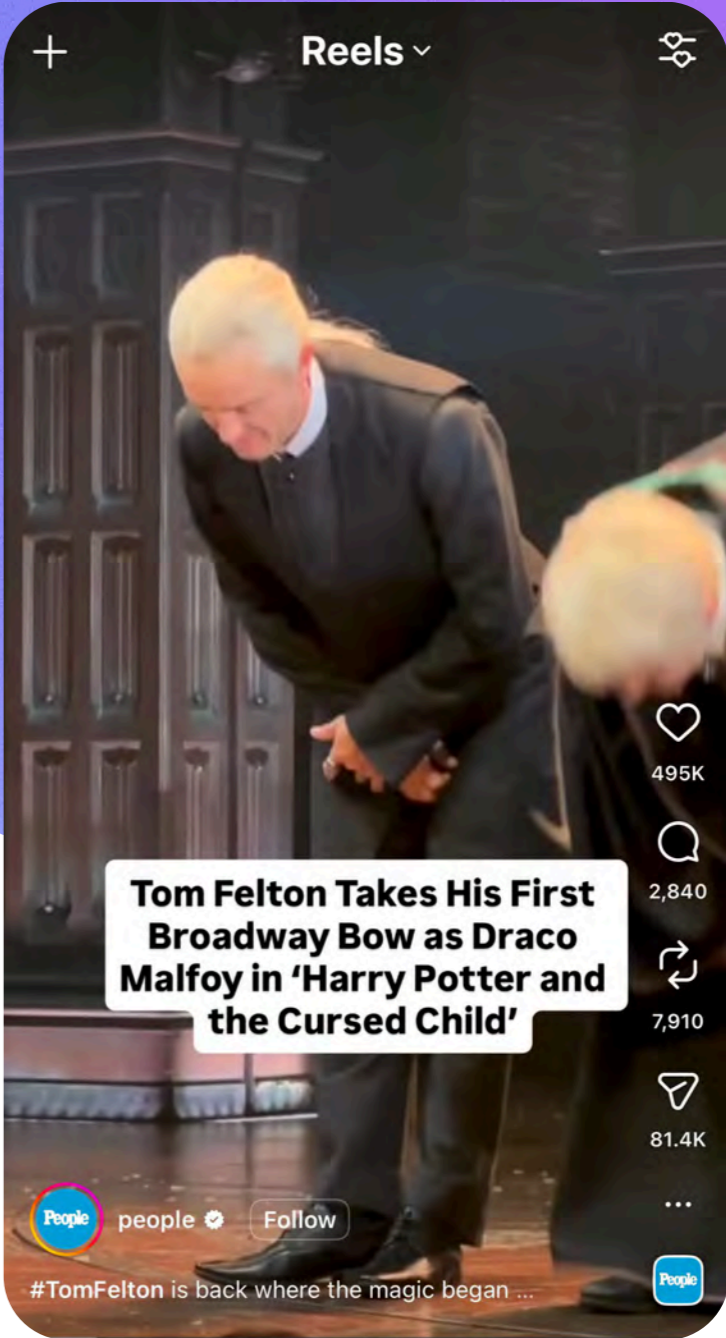 Reels
495K
2,840
7,910
81.4K
Tom Felton Takes His First
Broadway Bow as Draco
Malfoy in ‘Harry Potter and
the Cursed Child’
People
people
Follow
#TomFelton is back where the magic began ...
People